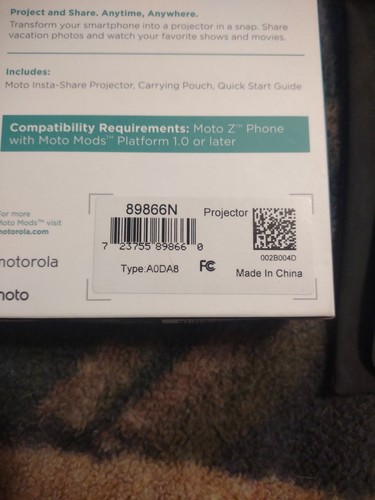 Project and Share. Anytime, Anywhere.
Transform your smartphone into a projector in a snap. Share
vacation photos and watch your favorite shows and movies.
Includes:
Moto Insta-Share Projector, Carrying Pouch, Quick Start Guide
Compatibility Requirements: Moto Z™ Phone
with Moto Mods™ Platform 1.0 or later
For more
Moto Mods™ visit
motorola.com
motorola
moto
89866N
Projector
7 23755 89866 0
002B004D
Type:A0DA8
FC
Made In China